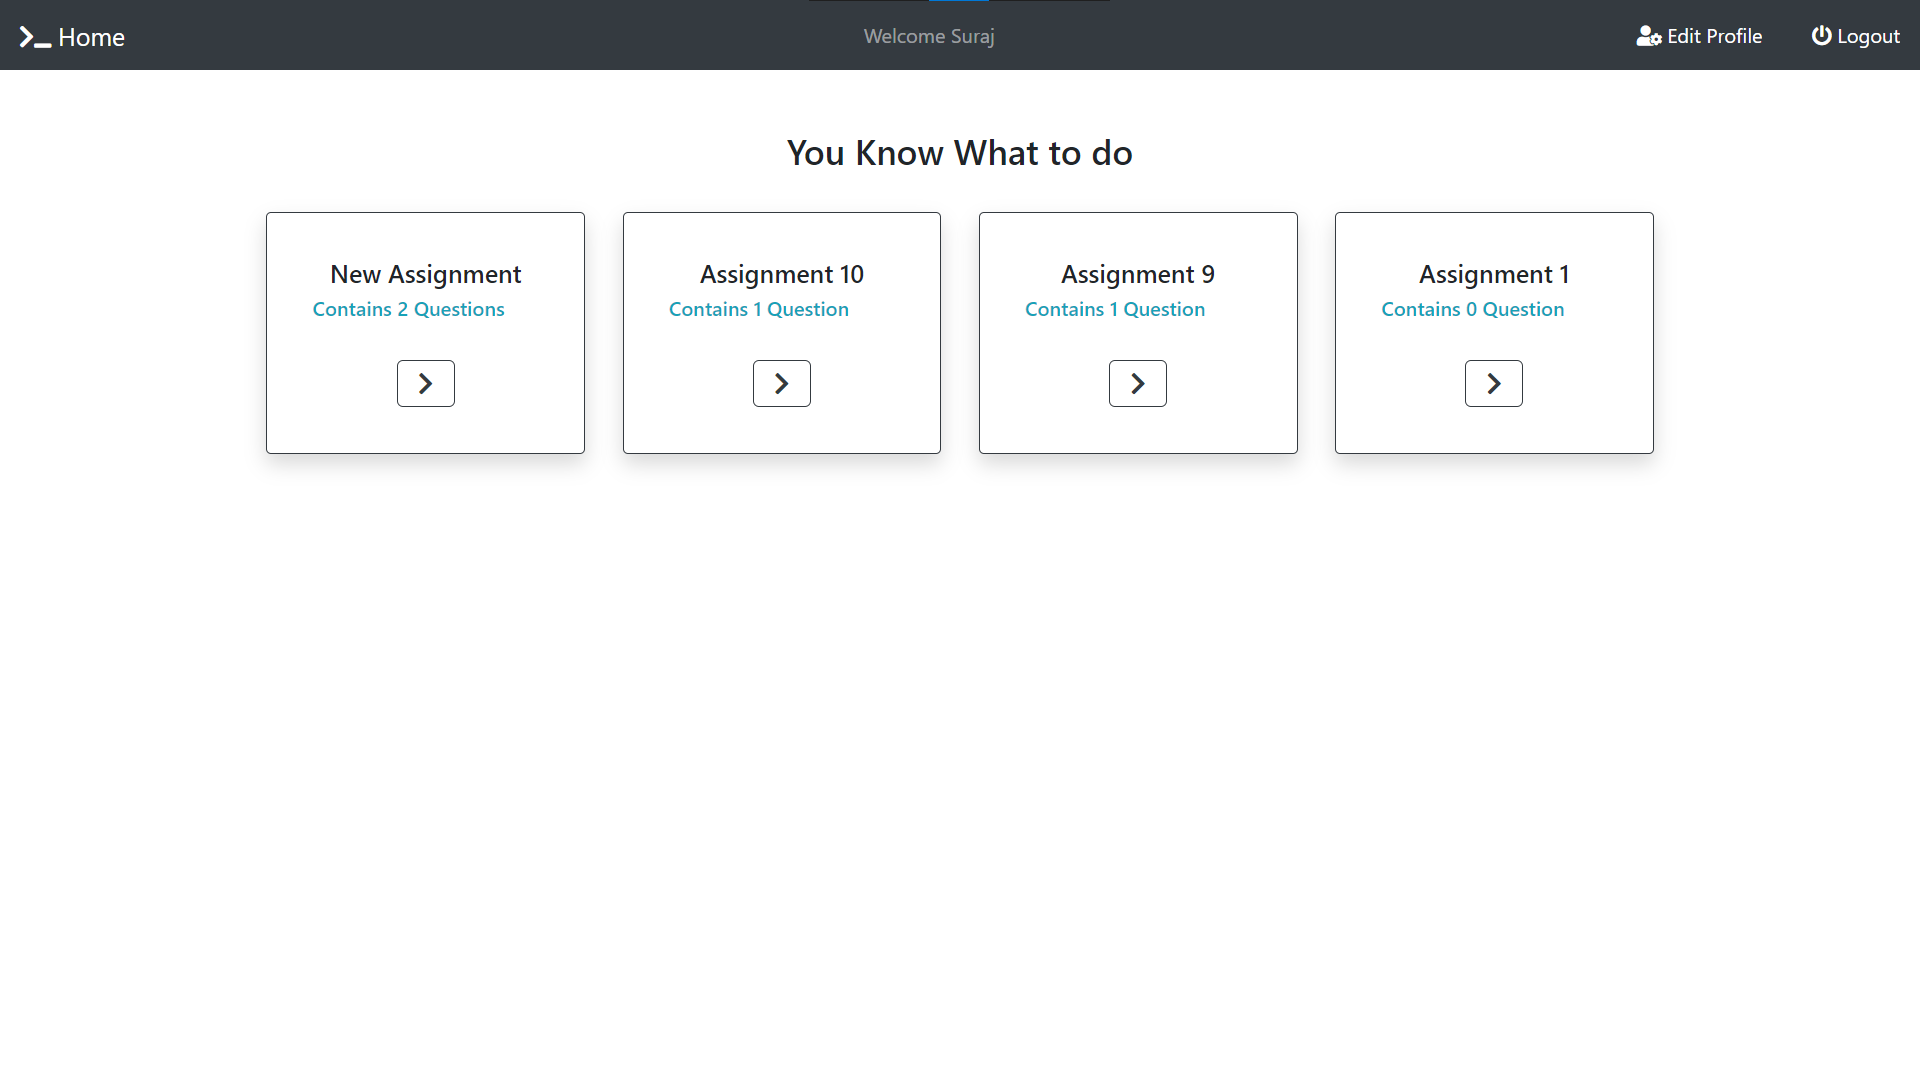 Home
Welcome Suraj
Edit Profile
Logout
You Know What to do
New Assignment
Contains 2 Questions
Assignment 10
Contains 1 Question
Assignment 9
Contains 1 Question
Assignment 1
Contains 0 Question